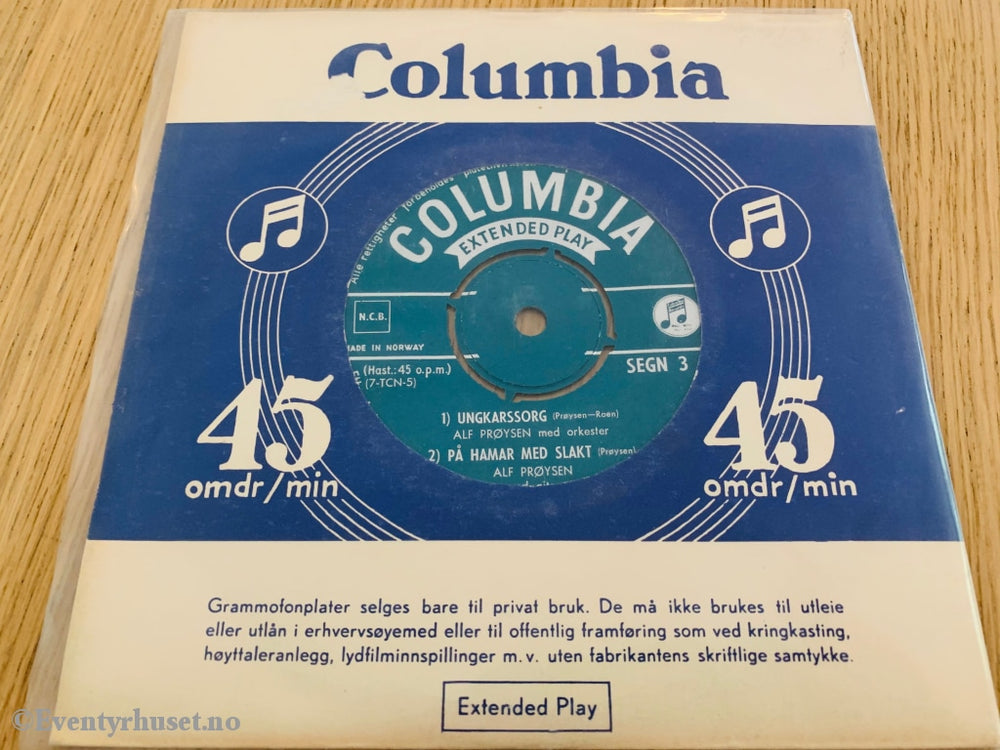 Columbia
Alle rettigheter forbeholdes
COLUMBIA
EXTENDED PLAY
N.C.B.
MADE IN NORWAY
SEGN 3
(Hast.: 45 o.p.m.)
(7-TCN-5)
1) UNGKARSSORG (Prøysen—Roen)
ALF PRØYSEN med orkester
2) PÅ HAMAR MED SLAKT (Prøysen)
ALF PRØYSEN
45
omdr/min
45
omdr/min
Grammofonplater selges bare til privat bruk. De må ikke brukes til utleie
eller utlån i erhvervsøyemed eller til offentlig framføring som ved kringkasting,
høyttaleranlegg, lydfilminnspillinger m.v. uten fabrikantens skriftlige samtykke.
Extended Play
©Eventyrhuset.no